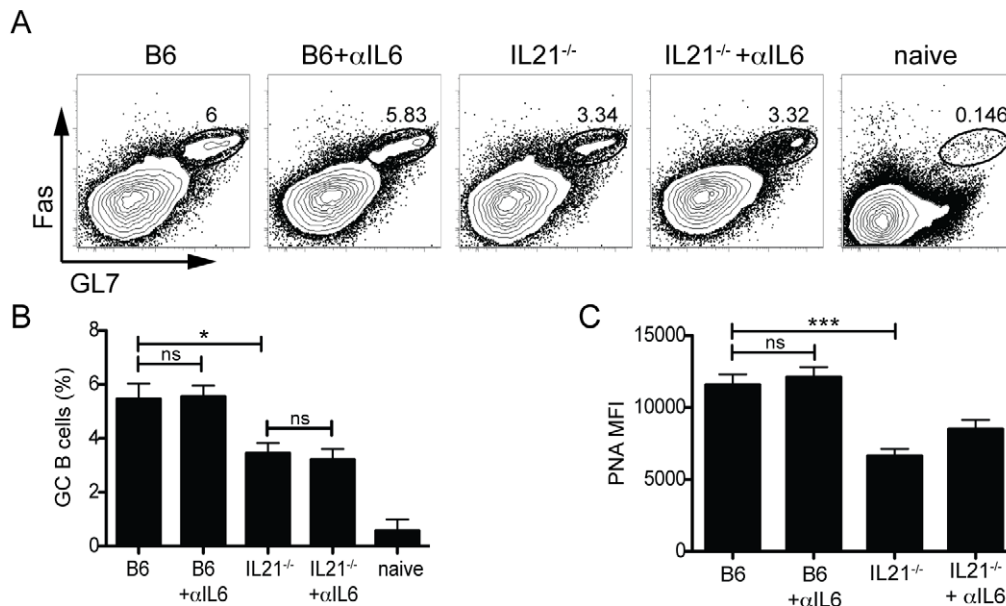 A
B6
B6+αIL6
IL21-/-
IL21-/- +αIL6
naive
6
5.83
3.34
3.32
0.146
Fas
GL7
B
GC B cells (%)
8
6
4
2
0
*
ns
ns
B6
B6
+αIL6
IL21-/-
IL21-/-
+αIL6
naive
C
PNA MFI
15000
10000
5000
0
***
ns
B6
B6
+αIL6
IL21-/-
IL21-/-
+ αIL6